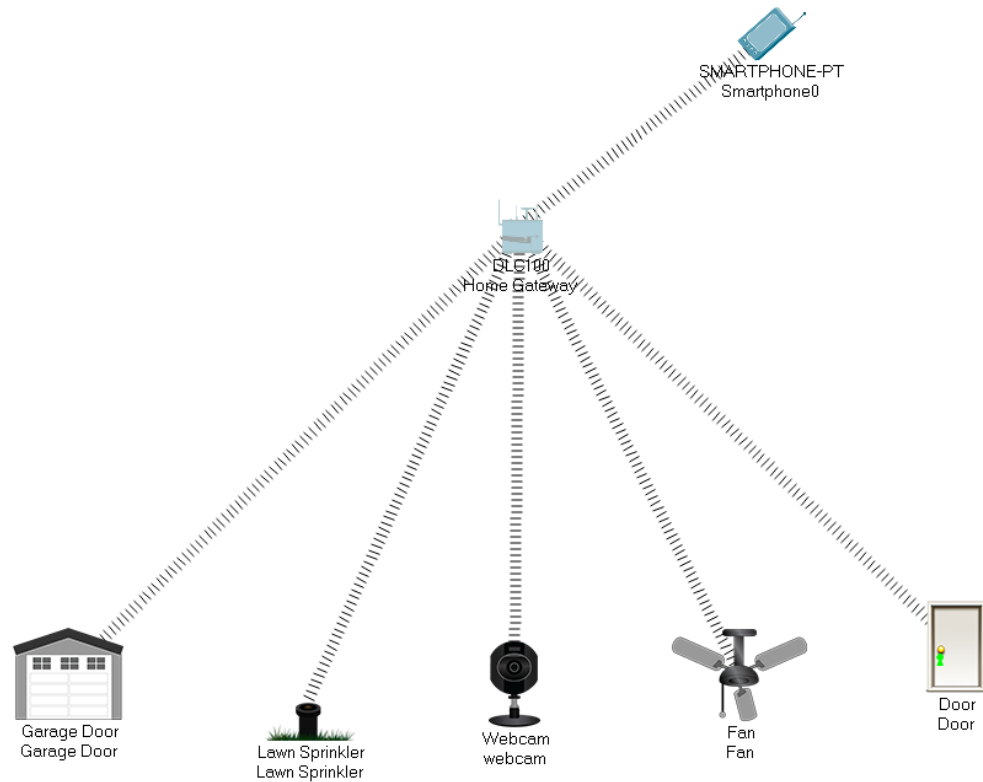 SMARTPHONE-PT
Smartphone0
DLC100
Home Gateway
Garage Door
Garage Door
Lawn Sprinkler
Lawn Sprinkler
Webcam
webcam
Fan
Fan
Door
Door